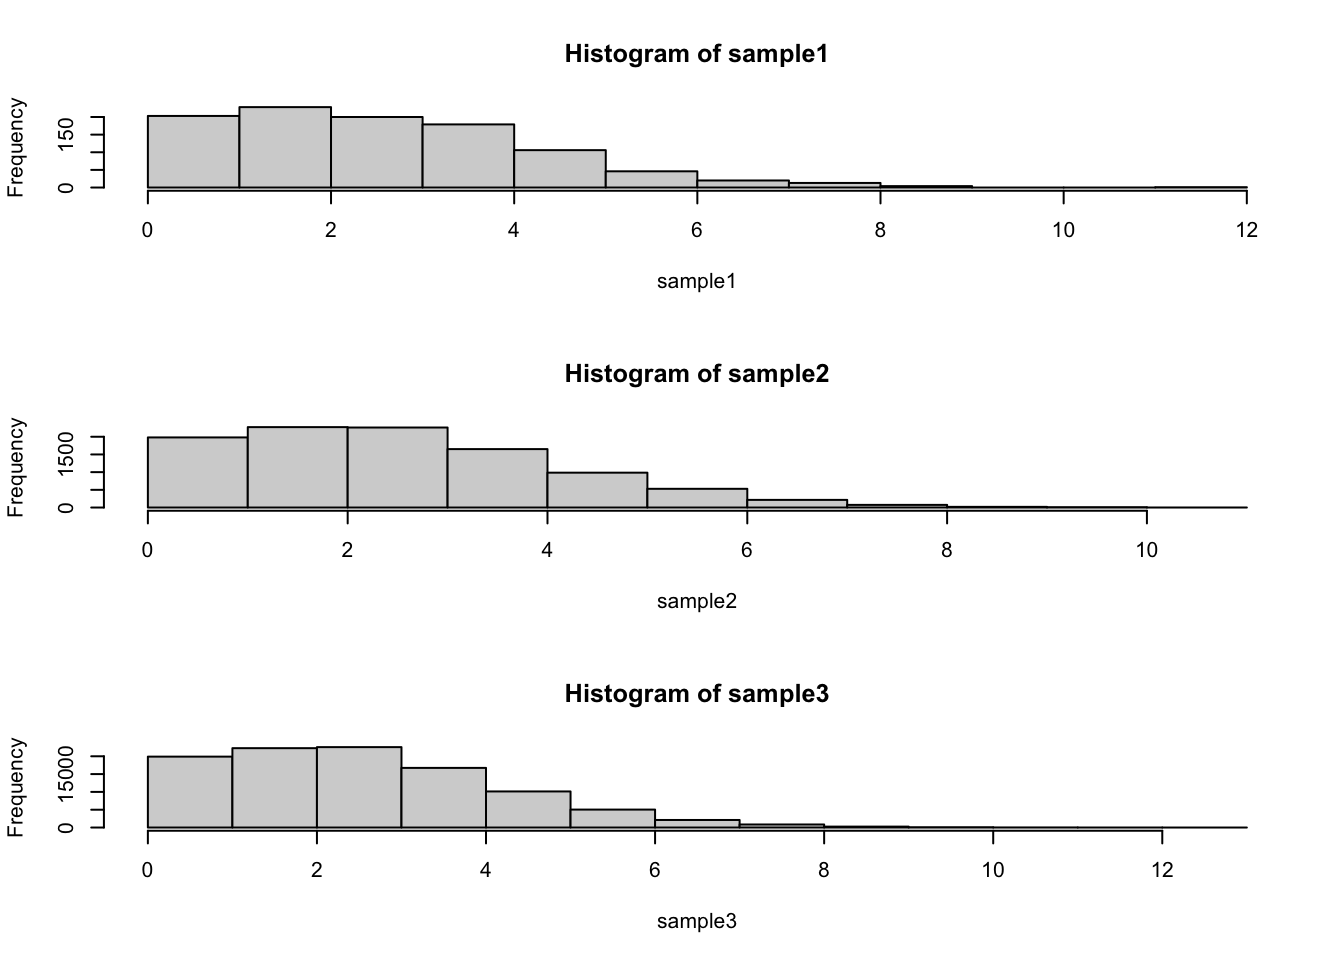 Histogram of sample1
Frequency
150
0
0 2 4 6 8 10 12
sample1
Histogram of sample2
Frequency
1500
0
0 2 4 6 8 10
sample2
Histogram of sample3
Frequency
15000
0
0 2 4 6 8 10 12
sample3